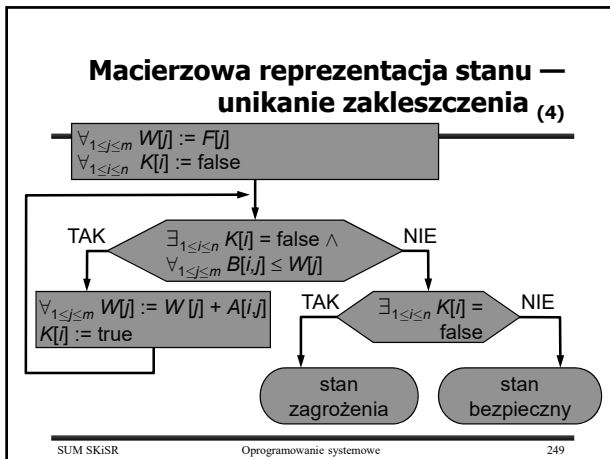 Macierzowa reprezentacja stanu —
unikanie zakleszczenia (4)
∀1≤j≤m W[j] := F[j]
∀1≤i≤n K[i] := false
TAK
∃1≤i≤n K[i] = false ∧
∀1≤j≤m B[i,j] ≤ W[j]
NIE
∀1≤j≤m W[j] := W [j] + A[i,j]
K[i] := true
TAK
∃1≤i≤n K[i] =
false
NIE
stan
zagrożenia
stan
bezpieczny
SUM SKiSR Oprogramowanie systemowe 249